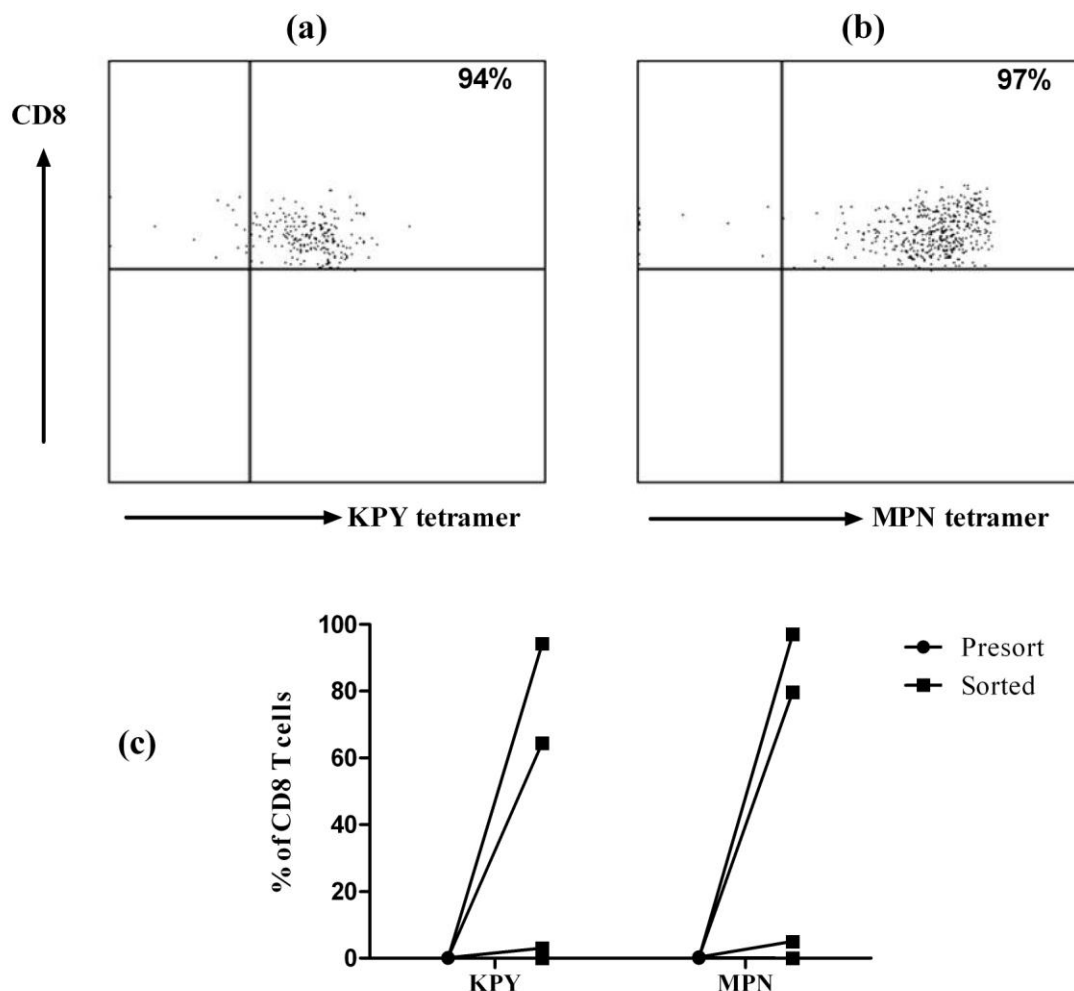 (a)
(b)
94%
97%
CD8
KPY tetramer
MPN tetramer
(c)
% of CD8 T cells
100
80
60
40
20
0
KPY
MPN
Presort
Sorted